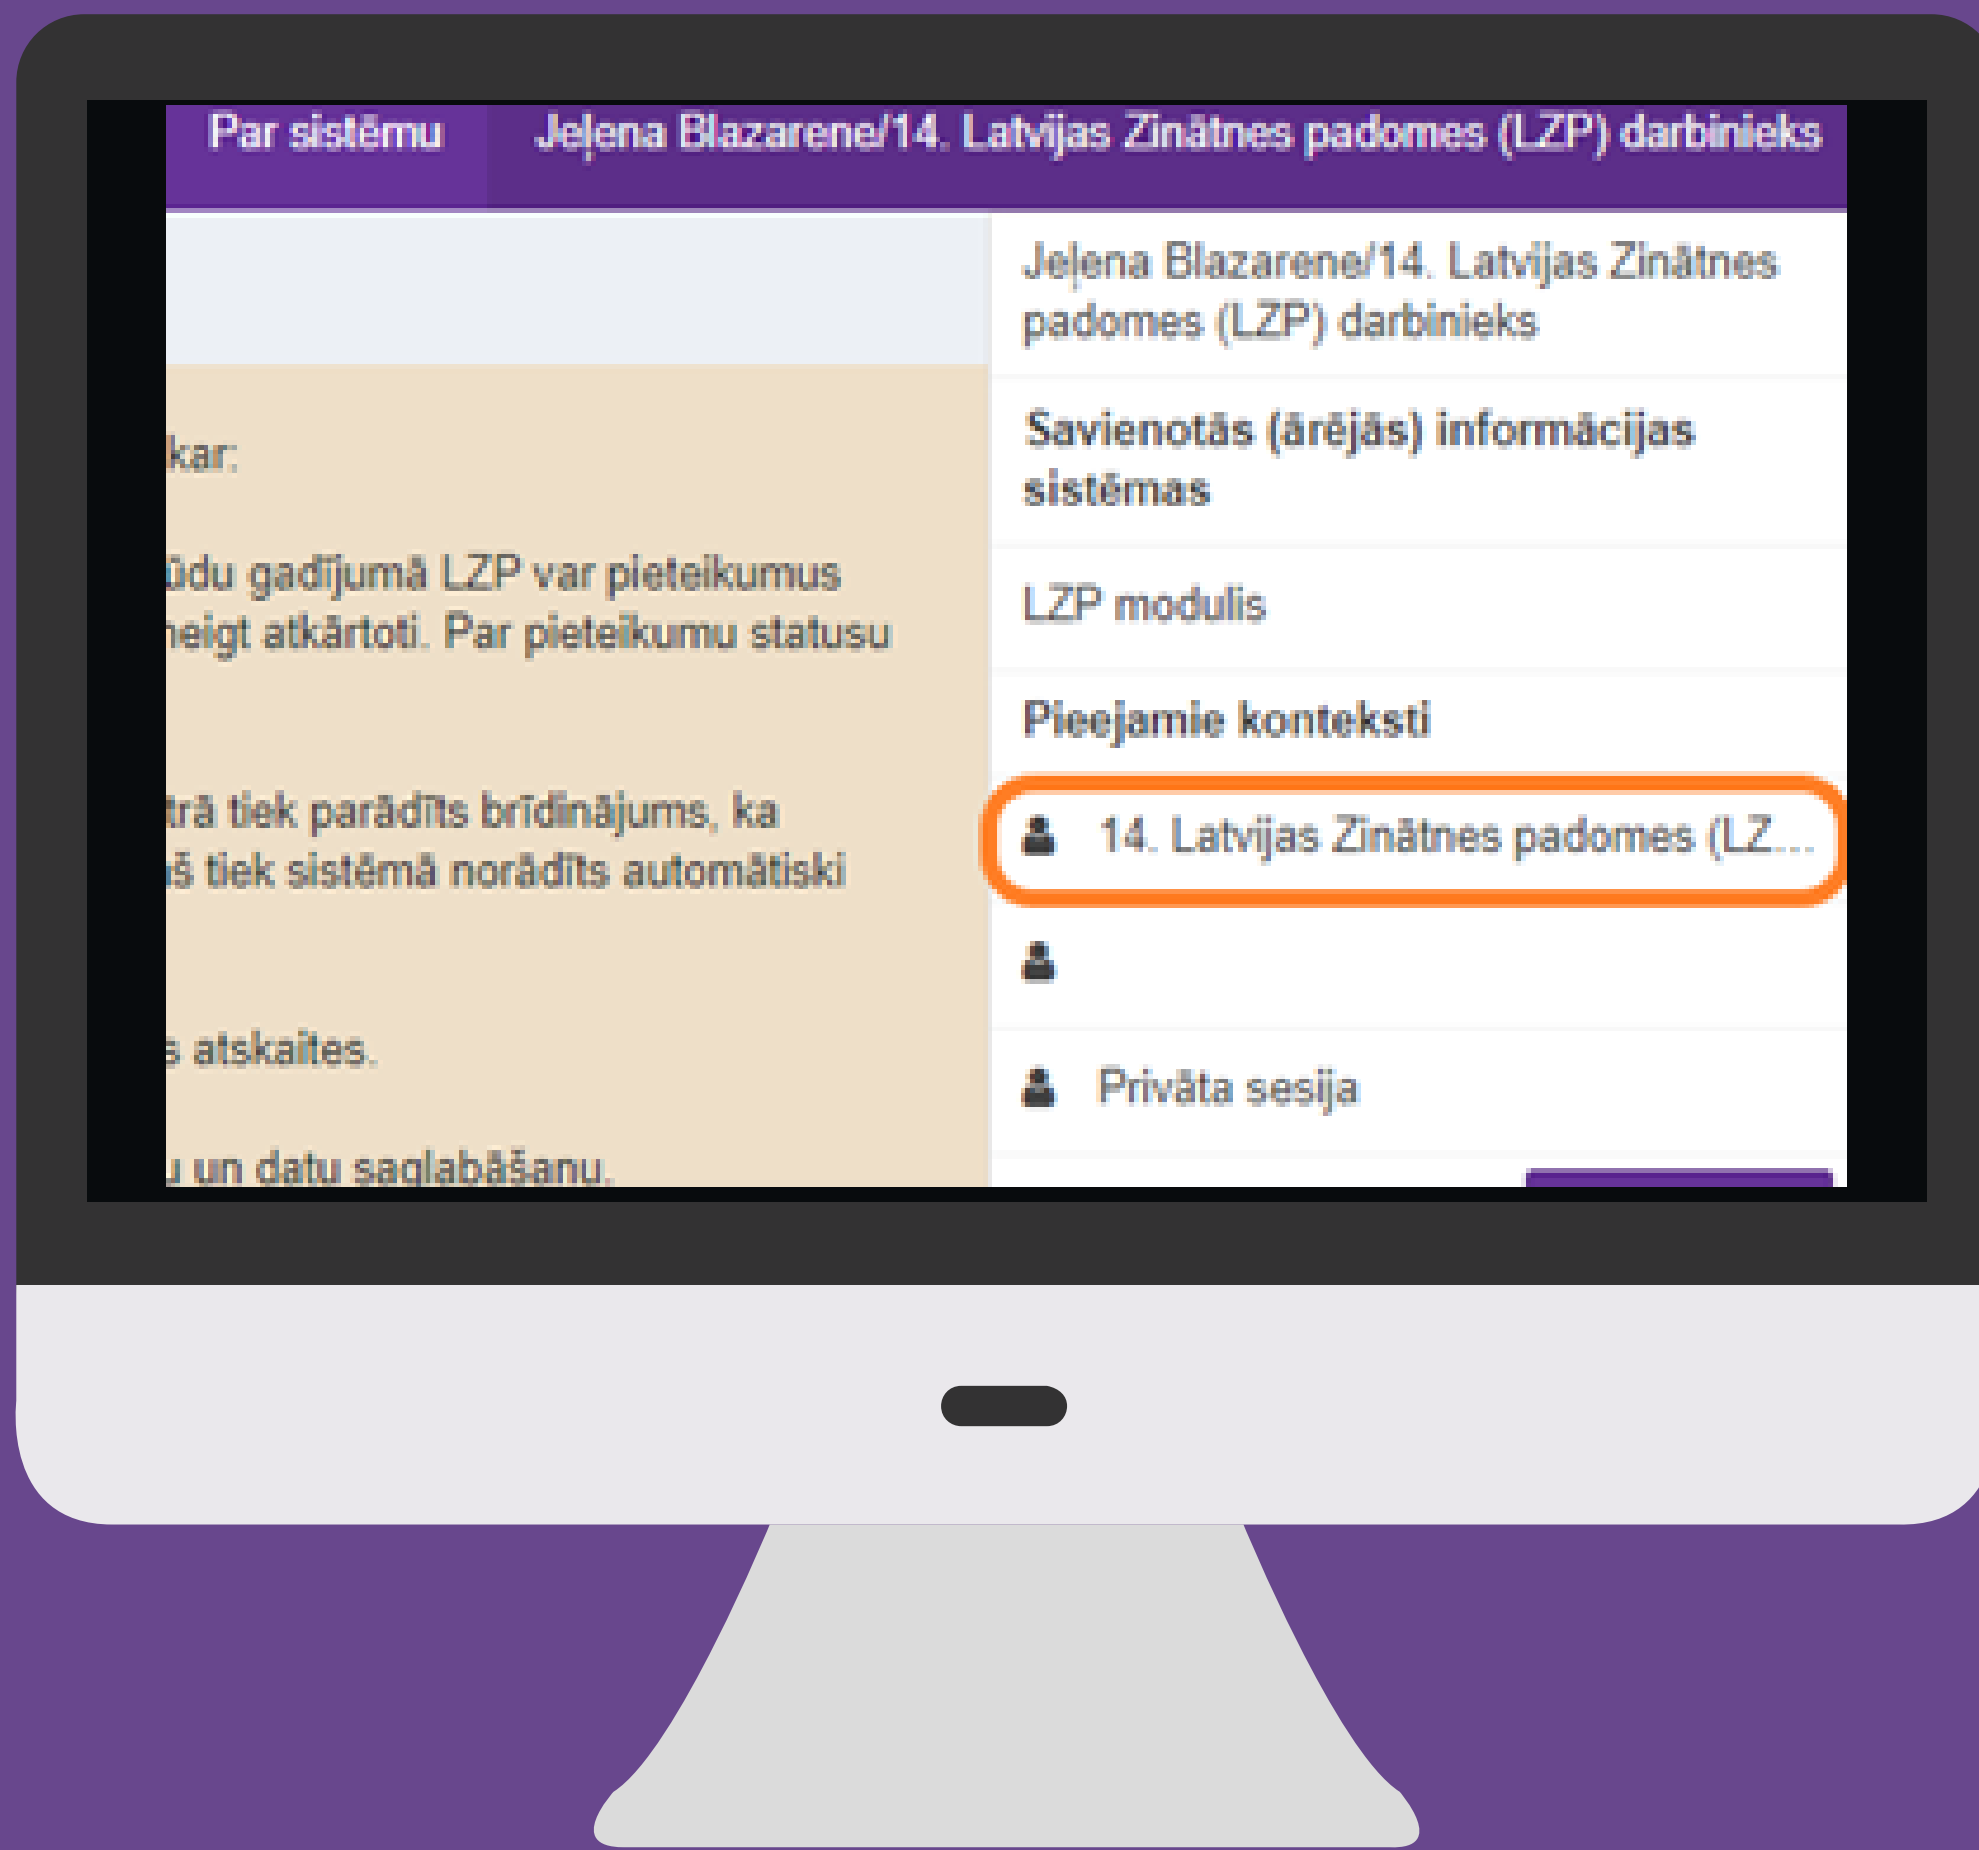 Par sistēmu
Jeļena Blazarene/14. Latvijas Zinātnes padomes (LZP) darbinieks
kar:
ūdu gadījumā LZP var pieteikumus
neigt atkārtoti. Par pieteikumu statusu
trā tiek parādīts brīdinājums, ka
š tiek sistēmā norādīts automātiski
s atskaites.
u un datu saglabāšanu.
Jeļena Blazarene/14. Latvijas Zinātnes
padomes (LZP) darbinieks
Savienotās (ārējās) informācijas
sistēmas
LZP modulis
Pieejamie konteksti
14. Latvijas Zinātnes padomes (LZ...
Privāta sesija